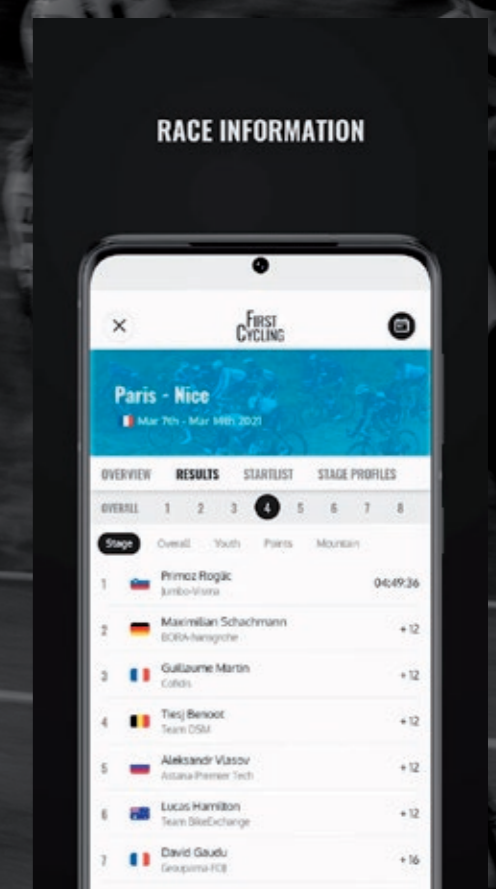 RACE INFORMATION
FIRST
CYCLING
Paris - Nice
Mar 7th - Mar 14th 2021
OVERVIEW RESULTS STARTLIST STAGE PROFILES
OVERALL 1 2 3 4 5 6 7 8
Stage Overall Youth Points Mountain
1 Primoz Roglic 04:49:36
Jumbo-Visma
2 Maximilian Schachmann + 12
BORA-hansgrohe
3 Guillaume Martin + 12
Cofidis
4 Tiesj Benoot + 12
Team DSM
5 Aleksandr Vlasov + 12
Astana-Premier Tech
6 Lucas Hamilton + 12
Team BikeExchange
7 David Gaudu + 16
Groupama-FDJ